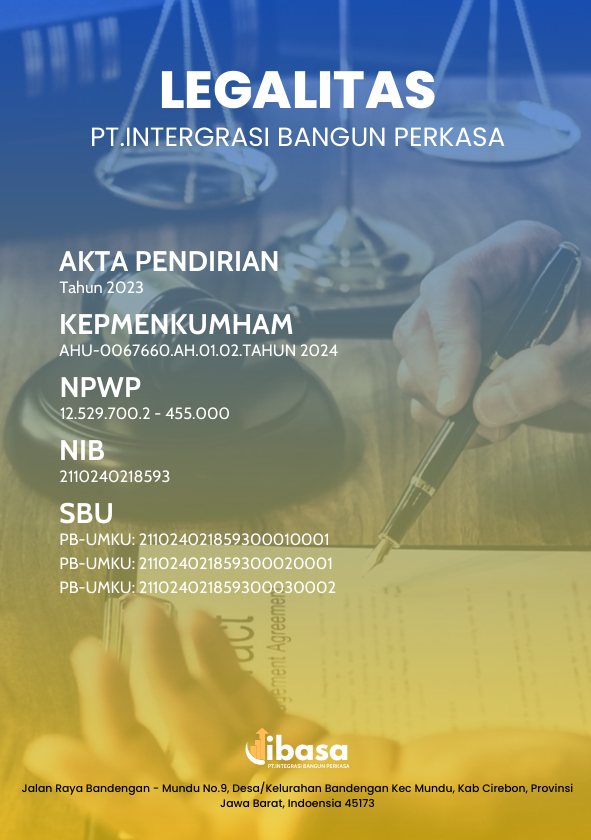 LEGALITAS
PT.INTERGRASI BANGUN PERKASA
AKTA PENDIRIAN
Tahun 2023
KEPMENKUMHAM
AHU-0067660.AH.01.02.TAHUN 2024
NPWP
12.529.700.2 - 455.000
NIB
2110240218593
SBU
PB-UMKU: 211024021859300010001
PB-UMKU: 211024021859300020001
PB-UMKU: 211024021859300030002
ibasa
PT.INTEGRASI BANGUN PERKASA
Jalan Raya Bandengan - Mundu No.9, Desa/Kelurahan Bandengan Kec Mundu, Kab Cirebon, Provinsi
Jawa Barat, Indoensia 45173